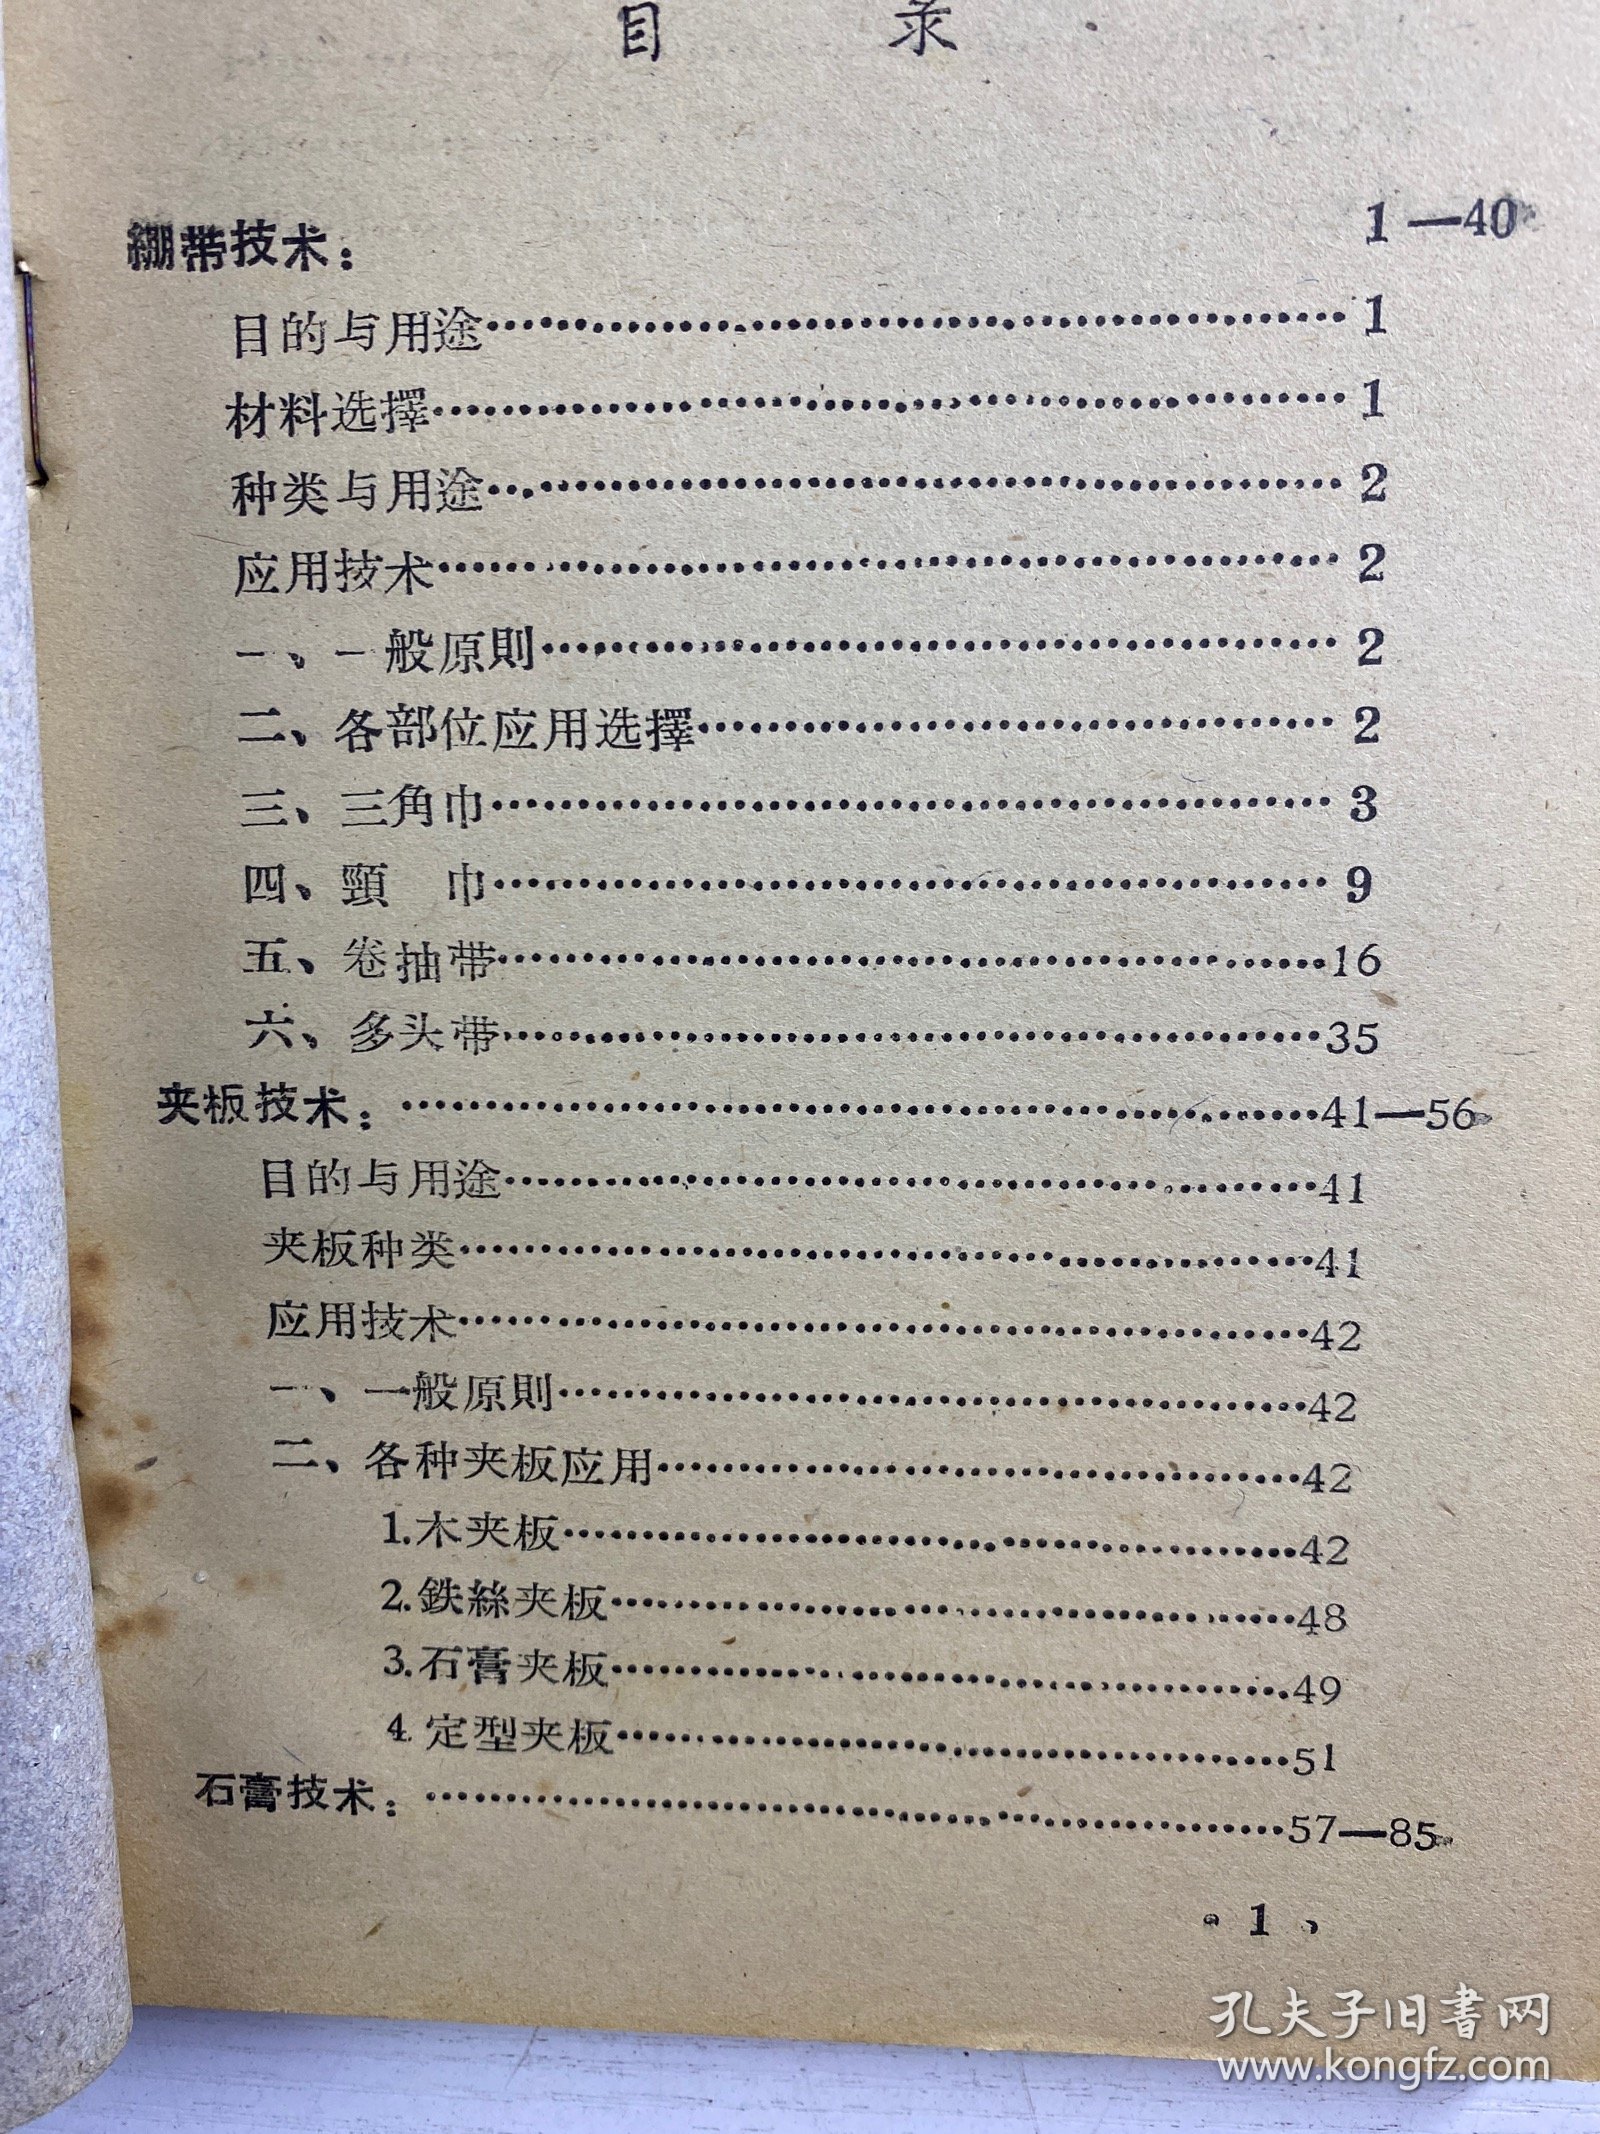 目 录
綳带技术： 1—40
目的与用途……1
材料选擇……1
种类与用途……2
应用技术……2
一、一般原則……2
二、各部位应用选擇……2
三、三角巾……3
四、頸 巾……9
五、卷抽带……16
六、多头带……35
夹板技术：……41—56
目的与用途……41
夹板种类……41
应用技术……42
一、一般原則……42
二、各种夹板应用……42
1.木夹板……42
2.鉄絲夹板……48
3.石膏夹板……49
4.定型夹板……51
石膏技术：……57—85
·1·
孔夫子旧書网
www.kongfz.com